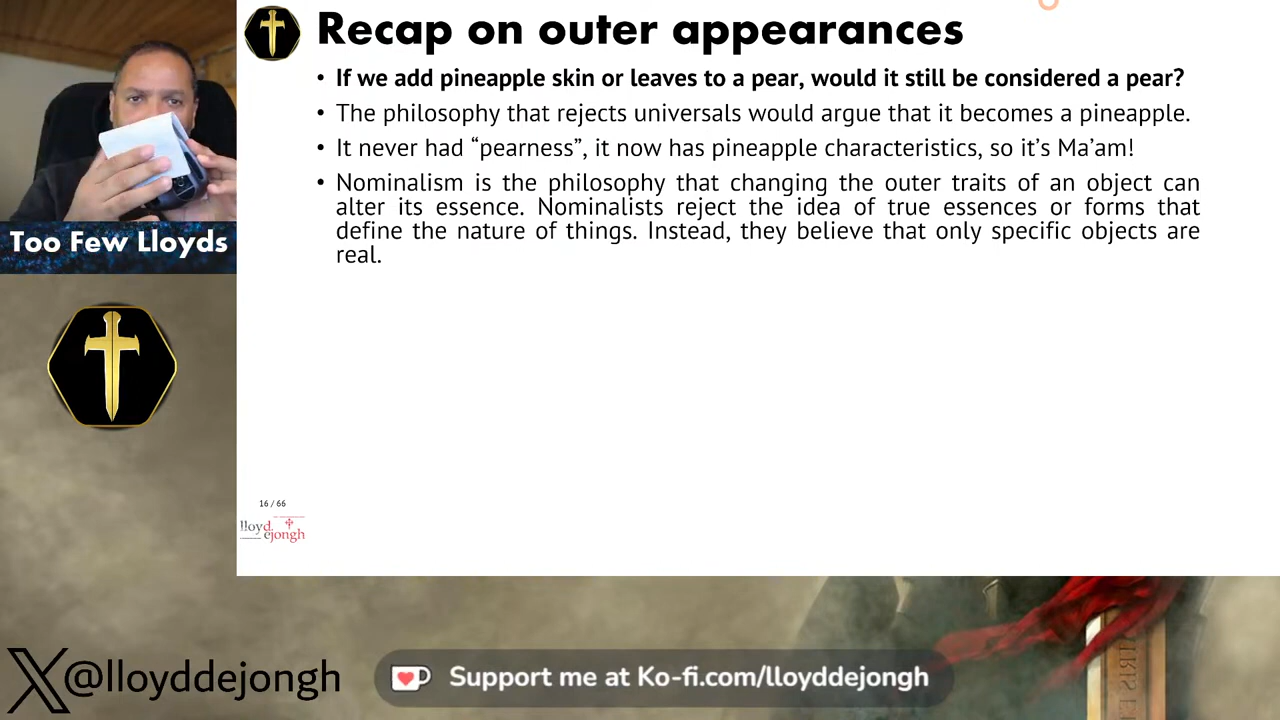 Recap on outer appearances
• If we add pineapple skin or leaves to a pear, would it still be considered a pear?
• The philosophy that rejects universals would argue that it becomes a pineapple.
• It never had “pearness”, it now has pineapple characteristics, so it’s Ma’am!
• Nominalism is the philosophy that changing the outer traits of an object can
alter its essence. Nominalists reject the idea of true essences or forms that
define the nature of things. Instead, they believe that only specific objects are
real.
Too Few Lloyds
16 / 66
lloyd
ejongh
X@lloyddejongh
Support me at Ko-fi.com/lloyddejongh